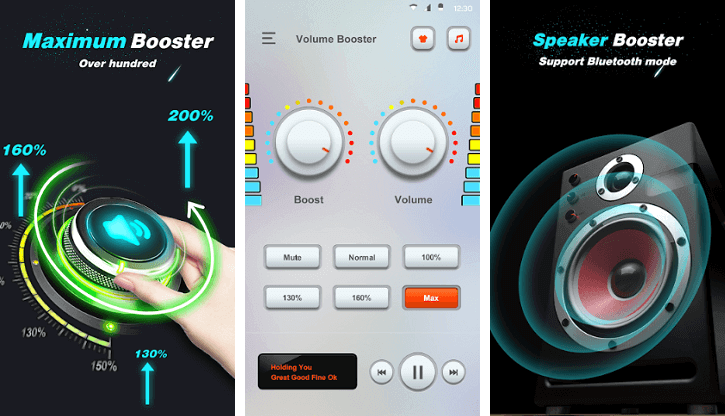 Maximum Booster
Over hundred
200%
160%
130%
150%
130%
12:30
Volume Booster
Boost
Volume
Mute
Normal
100%
130%
160%
Max
Holding You
Great Good Fine Ok
Speaker Booster
Support Bluetooth mode